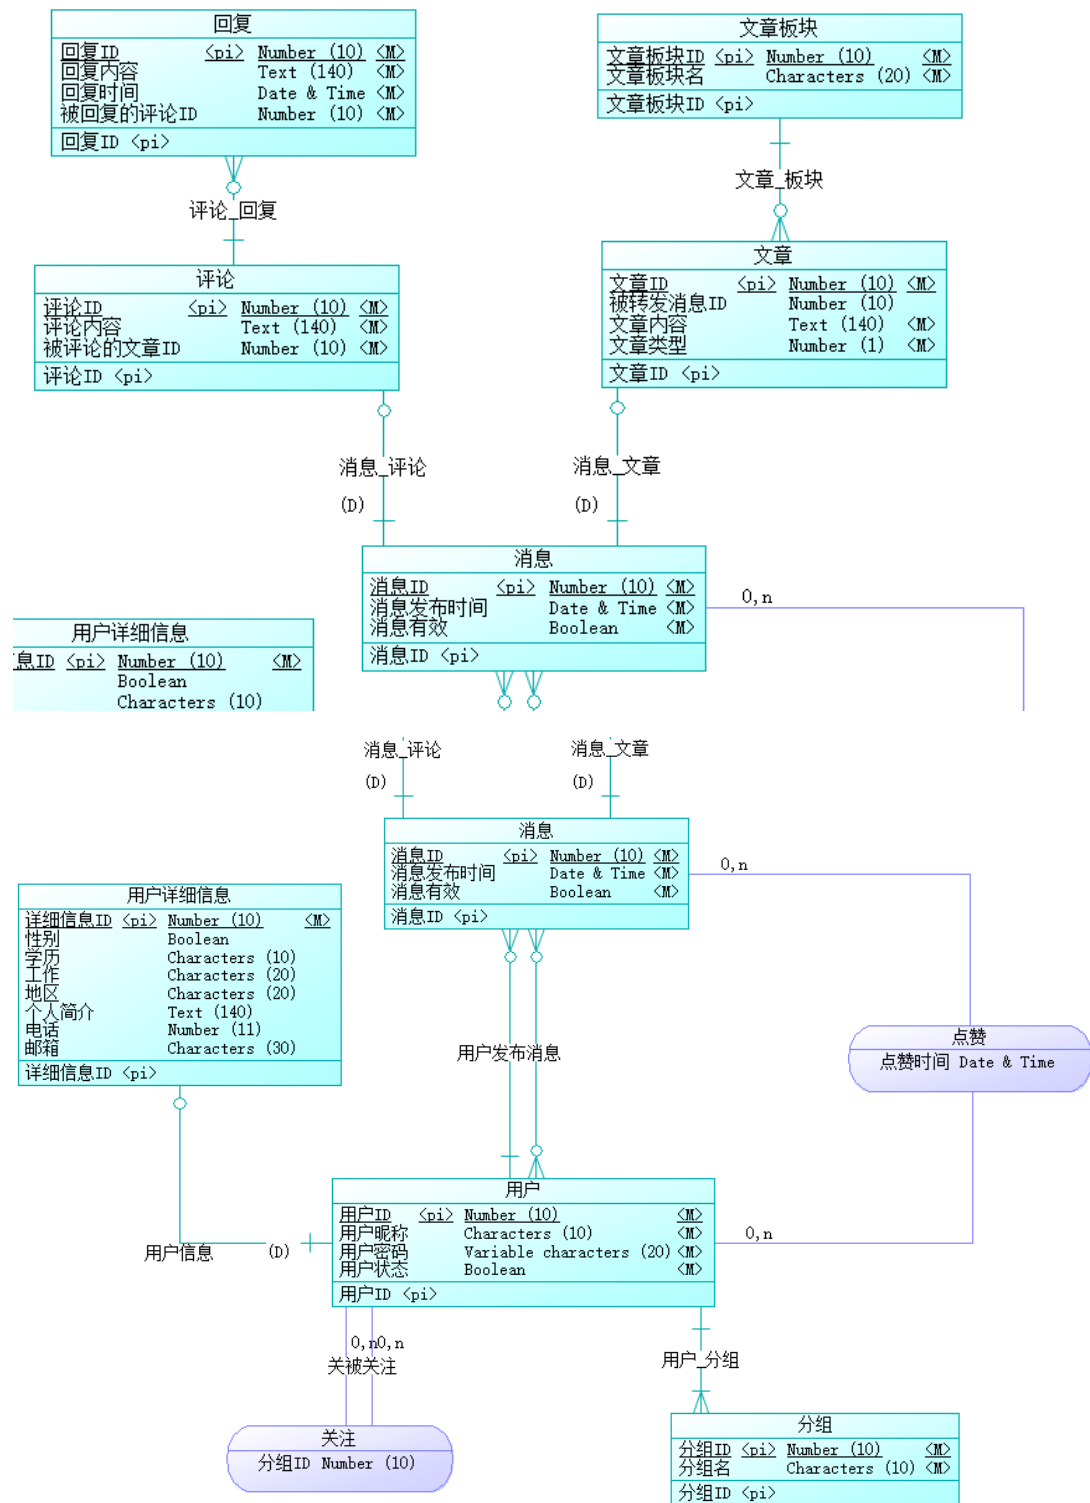 回复
回复ID <pi> Number (10) <M>
回复内容 Text (140) <M>
回复时间 Date & Time <M>
被回复的评论ID Number (10) <M>
回复ID <pi>
文章板块
文章板块ID <pi> Number (10) <M>
文章板块名 Characters (20) <M>
文章板块ID <pi>
评论_回复
文章_板块
评论
评论ID <pi> Number (10) <M>
评论内容 Text (140) <M>
被评论的文章ID Number (10) <M>
评论ID <pi>
文章
文章ID <pi> Number (10) <M>
被转发消息ID Number (10)
文章内容 Text (140) <M>
文章类型 Number (1) <M>
文章ID <pi>
消息_评论
消息_文章
(D)
(D)
消息
消息ID <pi> Number (10) <M>
消息发布时间 Date & Time <M>
消息有效 Boolean <M>
消息ID <pi>
0,n
用户详细信息
息ID <pi> Number (10) <M>
Boolean
Characters (10)
消息_评论
消息_文章
(D)
(D)
消息
消息ID <pi> Number (10) <M>
消息发布时间 Date & Time <M>
消息有效 Boolean <M>
消息ID <pi>
0,n
用户详细信息
详细信息ID <pi> Number (10) <M>
性别 Boolean
学历 Characters (10)
工作 Characters (20)
地区 Characters (20)
个人简介 Text (140)
电话 Number (11)
邮箱 Characters (30)
详细信息ID <pi>
用户发布消息
点赞
点赞时间 Date & Time
用户
用户ID <pi> Number (10) <M>
用户昵称 Characters (10) <M>
用户密码 Variable characters (20) <M>
用户状态 Boolean <M>
用户ID <pi>
用户信息
(D)
0,n
0,n0,n
关被关注
用户_分组
关注
分组ID Number (10)
分组
分组ID <pi> Number (10) <M>
分组名 Characters (10) <M>
分组ID <pi>